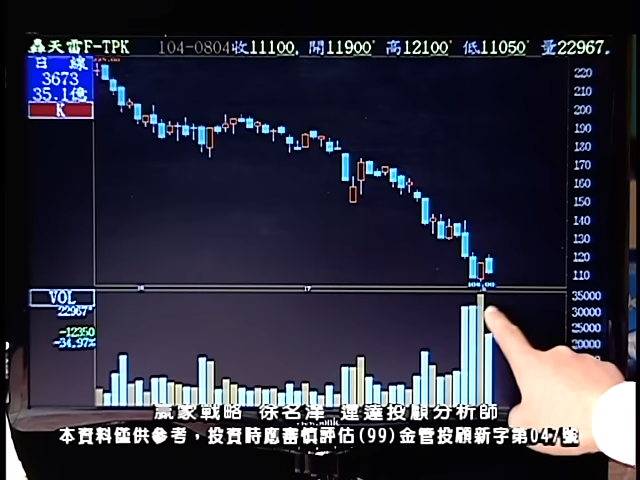 轟天雷F-TPK 104-0804收11100, 開11900' 高12100' 低11050' 量22967,
日 線
3673
35.1億
K
220
210
200
190
180
170
160
150
140
130
120
110
VOL
22967"
-12350
-34.97%
35000
30000
25000
20000
贏家戰略 徐名洋 運達投顧分析師
本資料僅供參考，投資時應審慎評估(99)金管投顧新字第047號